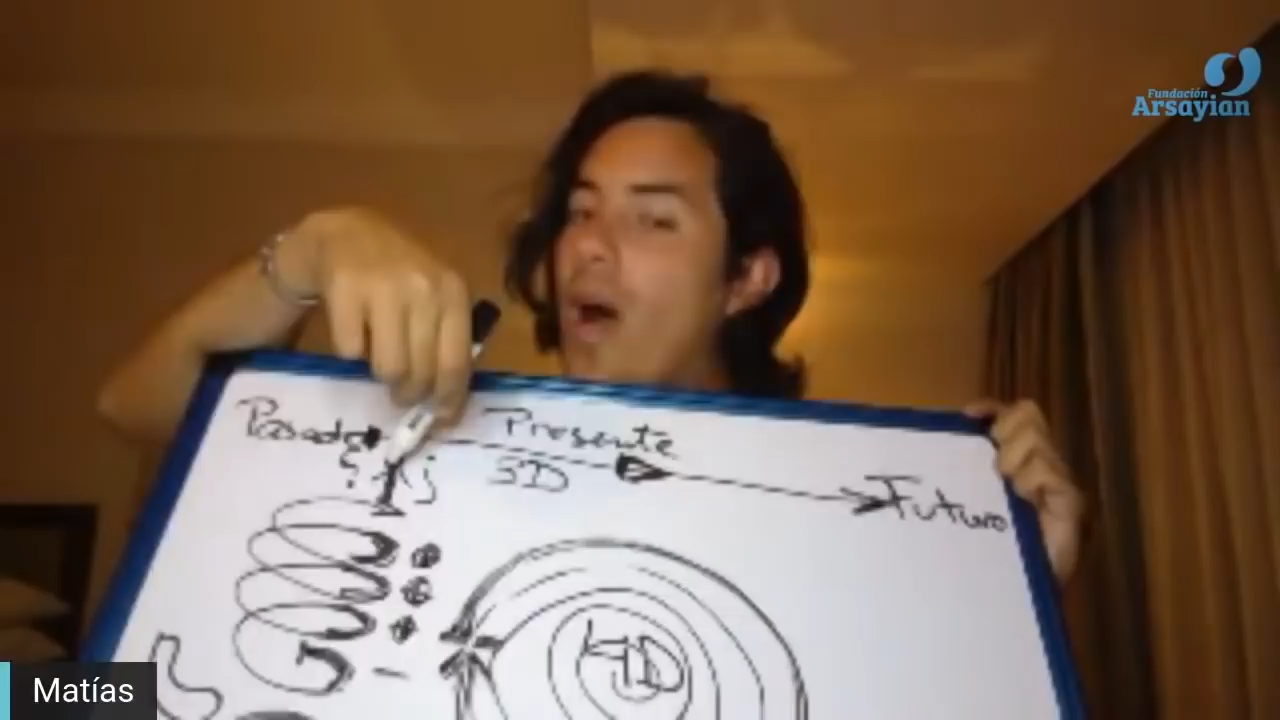 Fundación
Arsayian
Pasado
Presente
3D
Futuro
4D
Matías